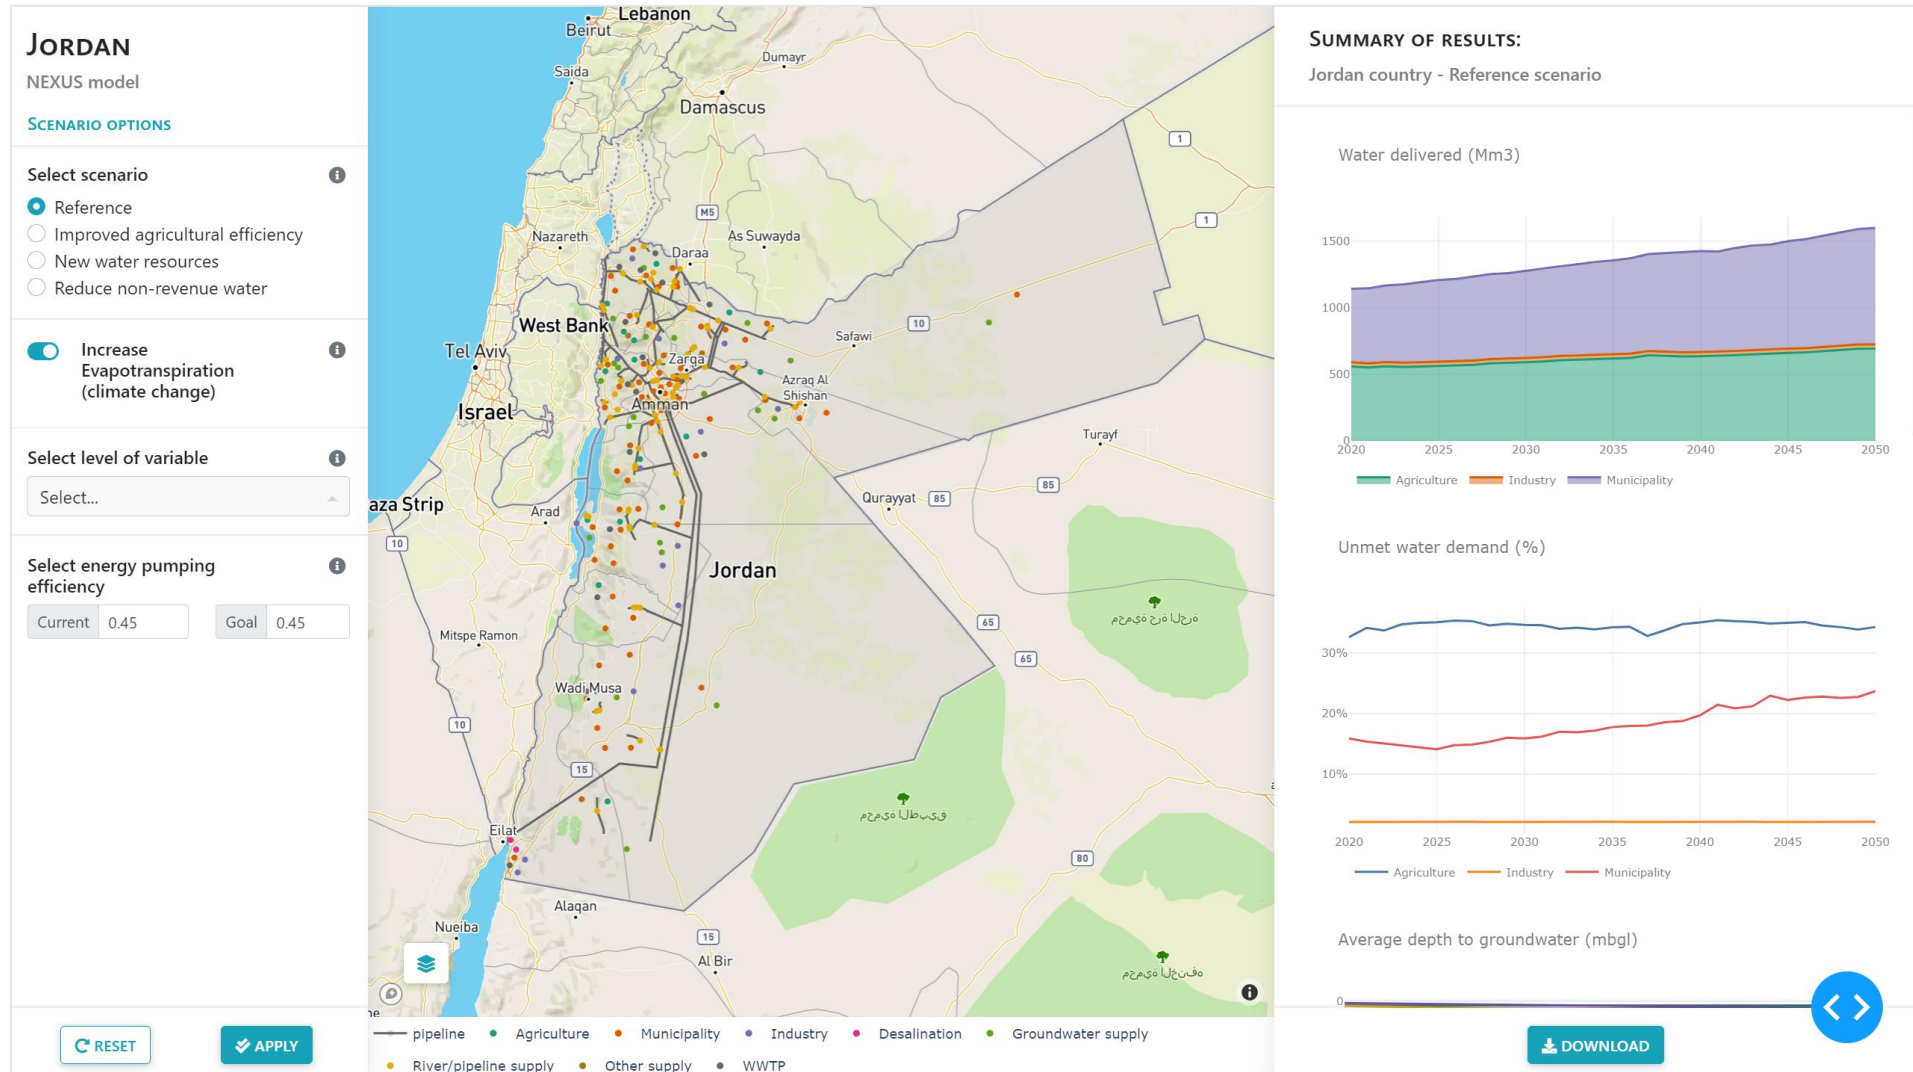 JORDAN
NEXUS model
SCENARIO OPTIONS
Select scenario
Reference
Improved agricultural efficiency
New water resources
Reduce non-revenue water
Increase
Evapotranspiration
(climate change)
Select level of variable
Select...
Select energy pumping
efficiency
Current 0.45 Goal 0.45
RESET
APPLY
Lebanon
Beirut
Dumayr
Saida
Damascus
1
M5
1
Nazareth
As Suwayda
Daraa
West Bank
10
Safawi
Tel Aviv
Zarqa
Azraq Al
Shishan
Israel
Amman
Turayf
85
Qurayyat 85
aza Strip
Arad
10
Jordan
65
Mitspe Ramon
65
Wadi Musa
10
15
Eilat
80
Alaqan
Nueiba
15
Al Bir
pipeline Agriculture Municipality Industry Desalination Groundwater supply
River/pipeline supply Other supply WWTP
SUMMARY OF RESULTS:
Jordan country - Reference scenario
Water delivered (Mm3)
1500
1000
500
0
2020 2025 2030 2035 2040 2045 2050
Agriculture Industry Municipality
Unmet water demand (%)
30%
20%
10%
2020 2025 2030 2035 2040 2045 2050
Agriculture Industry Municipality
Average depth to groundwater (mbgl)
0
DOWNLOAD